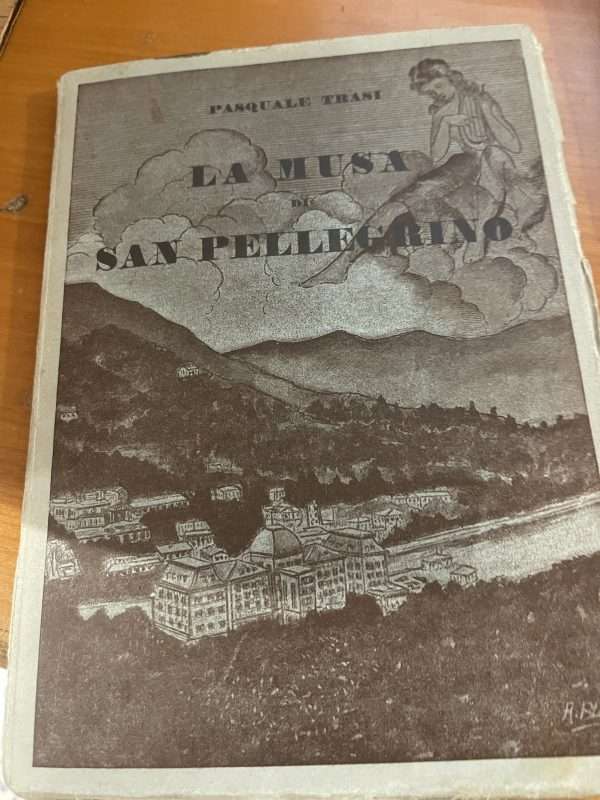 PASQUALE TRASI
LA MUSA
DI
SAN PELLEGRINO